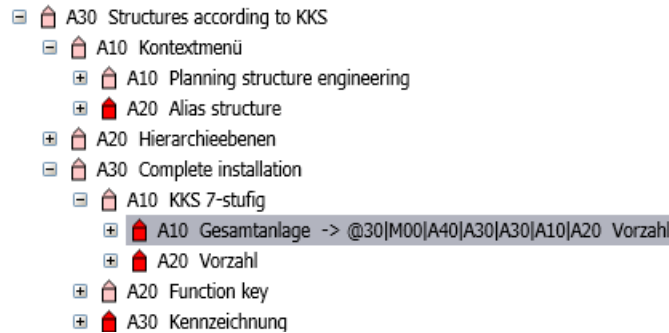 A30 Structures according to KKS
A10 Kontextmenü
A10 Planning structure engineering
A20 Alias structure
A20 Hierarchieebenen
A30 Complete installation
A10 KKS 7-stufig
A10 Gesamtanlage -> @30|M00|A40|A30|A30|A10|A20 Vorzahl
A20 Vorzahl
A20 Function key
A30 Kennzeichnung